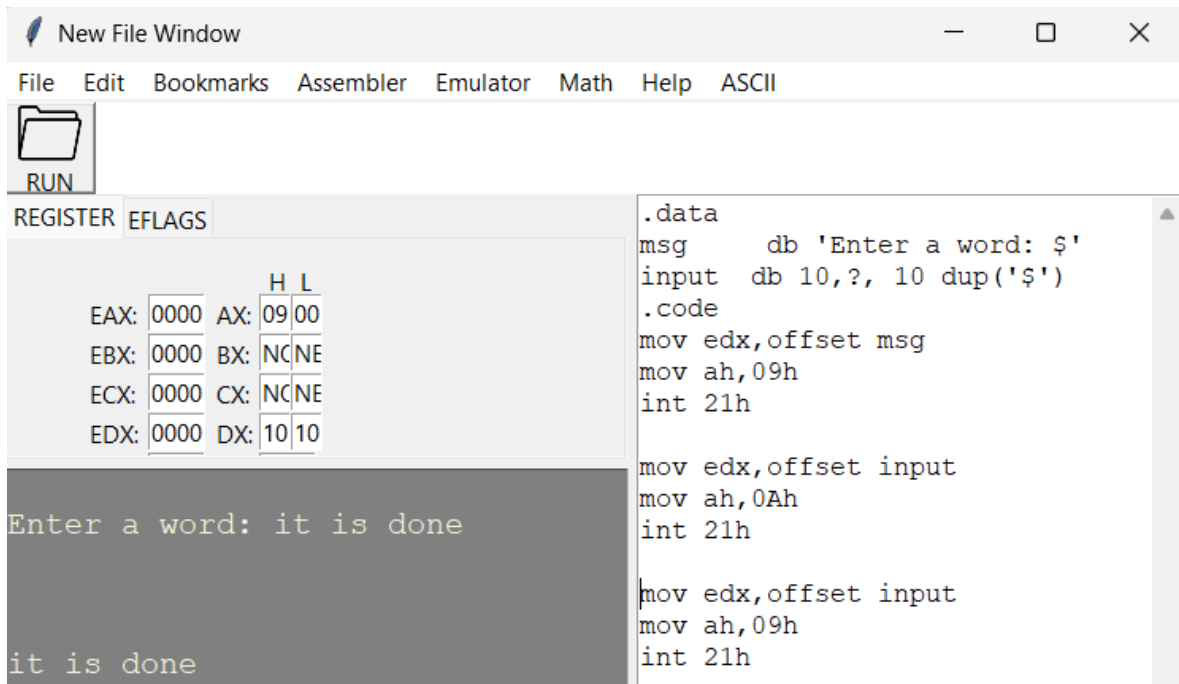 New File Window
File Edit Bookmarks Assembler Emulator Math Help ASCII
RUN
REGISTER EFLAGS
H L
EAX: 0000 AX: 09 00
EBX: 0000 BX: NC NE
ECX: 0000 CX: NC NE
EDX: 0000 DX: 10 10
Enter a word: it is done
it is done
.data
msg db 'Enter a word: $'
input db 10,?, 10 dup('$')
.code
mov edx,offset msg
mov ah,09h
int 21h
mov edx,offset input
mov ah,0Ah
int 21h
mov edx,offset input
mov ah,09h
int 21h